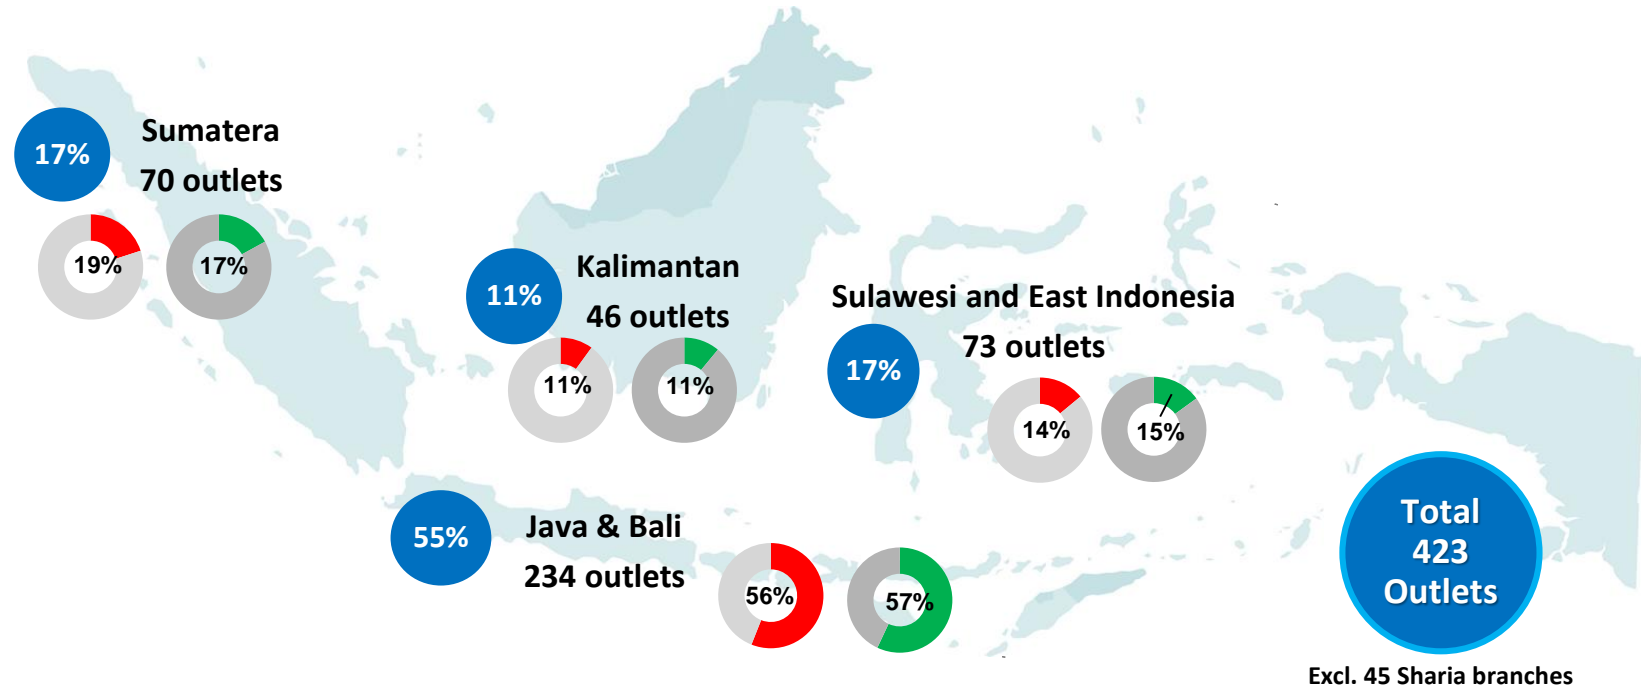 17%
Sumatera
70 outlets
19%
17%
11%
Kalimantan
46 outlets
11%
11%
Sulawesi and East Indonesia
73 outlets
17%
14%
15%
55%
Java & Bali
234 outlets
56%
57%
Total
423
Outlets
Excl. 45 Sharia branches